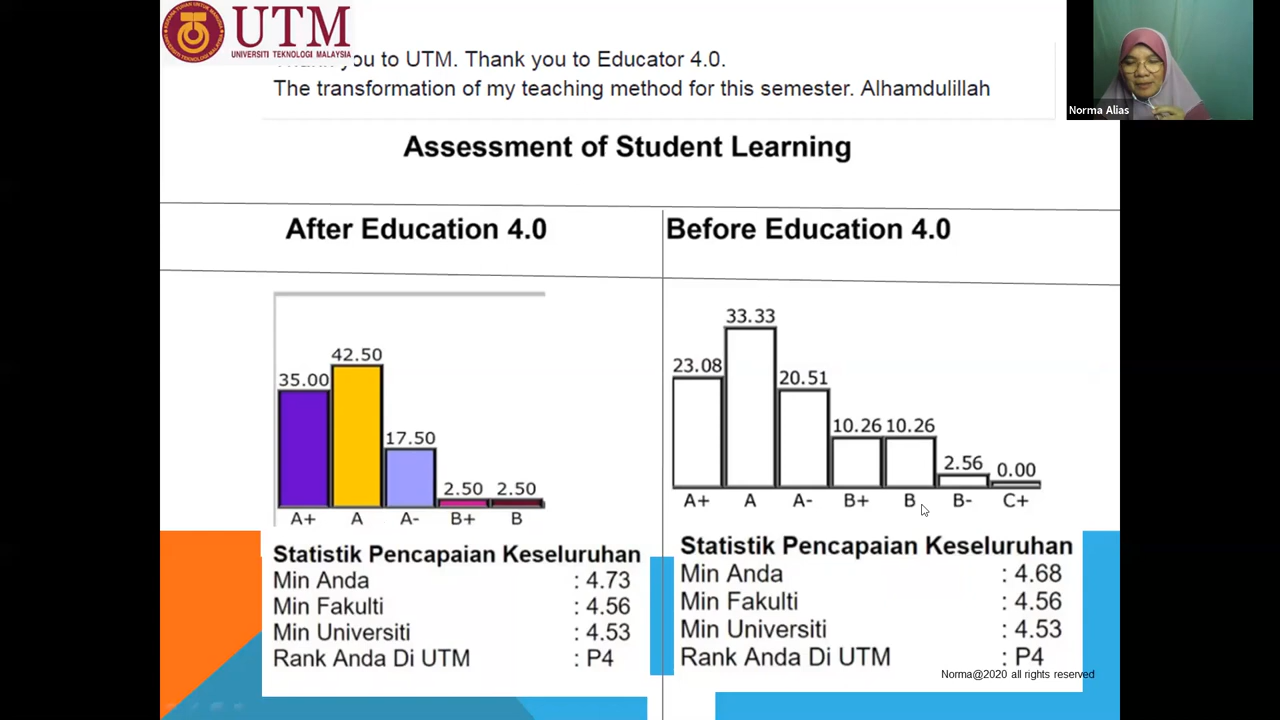 UTM
UNIVERSITI TEKNOLOGI MALAYSIA
you to UTM. Thank you to Educator 4.0.
The transformation of my teaching method for this semester. Alhamdulillah
Norma Alias
Assessment of Student Learning
After Education 4.0
35.00 42.50 17.50 2.50 2.50
A+ A A- B+ B
Statistik Pencapaian Keseluruhan
Min Anda : 4.73
Min Fakulti : 4.56
Min Universiti : 4.53
Rank Anda Di UTM : P4
Before Education 4.0
23.08 33.33 20.51 10.26 10.26 2.56 0.00
A+ A A- B+ B B- C+
Statistik Pencapaian Keseluruhan
Min Anda : 4.68
Min Fakulti : 4.56
Min Universiti : 4.53
Rank Anda Di UTM : P4
Norma@2020 all rights reserved